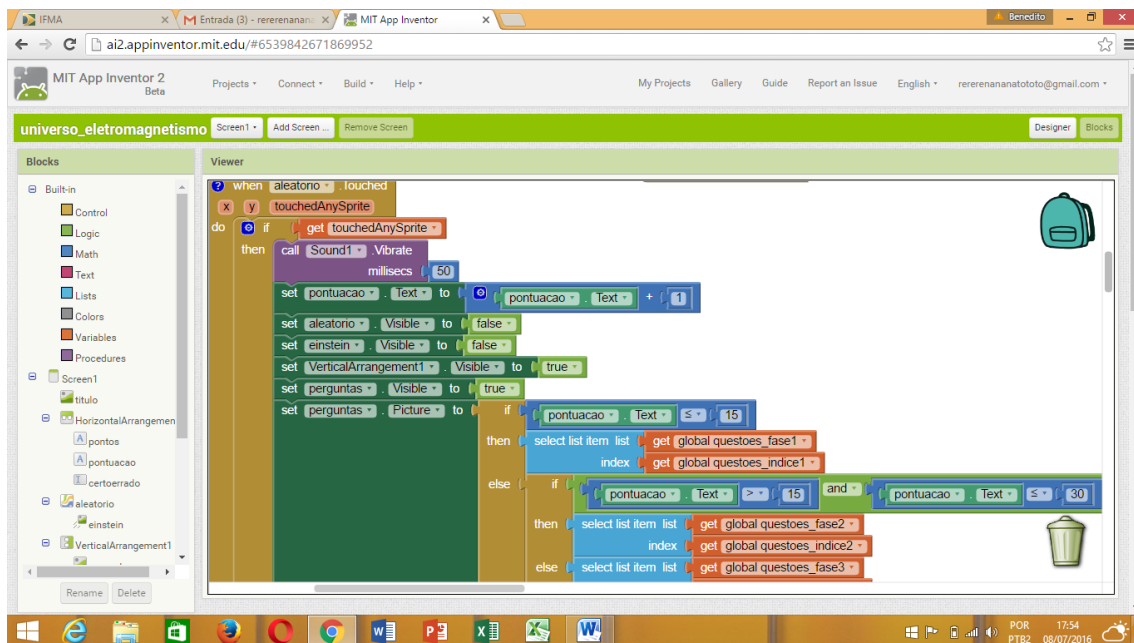 IFMA
Entrada (3) - rererenanana
MIT App Inventor
Benedito
ai2.appinventor.mit.edu/#6539842671869952
MIT App Inventor 2
Beta
Projects Connect Build Help
My Projects Gallery Guide Report an Issue English rererenananatototo@gmail.com
universo_eletromagnetismo Screen1 Add Screen ... Remove Screen Designer Blocks
Blocks
Built-in
Control
Logic
Math
Text
Lists
Colors
Variables
Procedures
Screen1
titulo
HorizontalArrangemen
pontos
pontuacao
certoerrado
aleatorio
einstein
VerticalArrangement1
Rename Delete
Viewer
when aleatorio .Touched
x y touchedAnySprite
do if get touchedAnySprite
then call Sound1 .Vibrate
millisecs 50
set pontuacao . Text to pontuacao . Text + 1
set aleatorio . Visible to false
set einstein . Visible to false
set VerticalArrangement1 . Visible to true
set perguntas . Visible to true
set perguntas . Picture to if pontuacao . Text ≤ 15
then select list item list get global questoes_fase1
index get global questoes_indice1
else if pontuacao . Text > 15 and pontuacao . Text ≤ 30
then select list item list get global questoes_fase2
index get global questoes_indice2
else select list item list get global questoes_fase3
POR 17:54
PTB2 08/07/2016